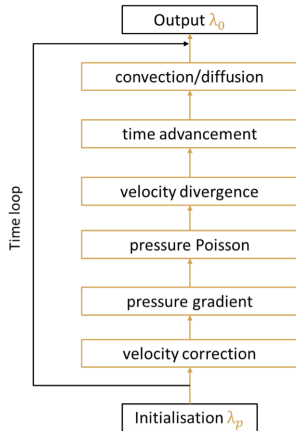 Output λ₀
convection/diffusion
time advancement
velocity divergence
pressure Poisson
pressure gradient
velocity correction
Initialisation λₚ
Time loop